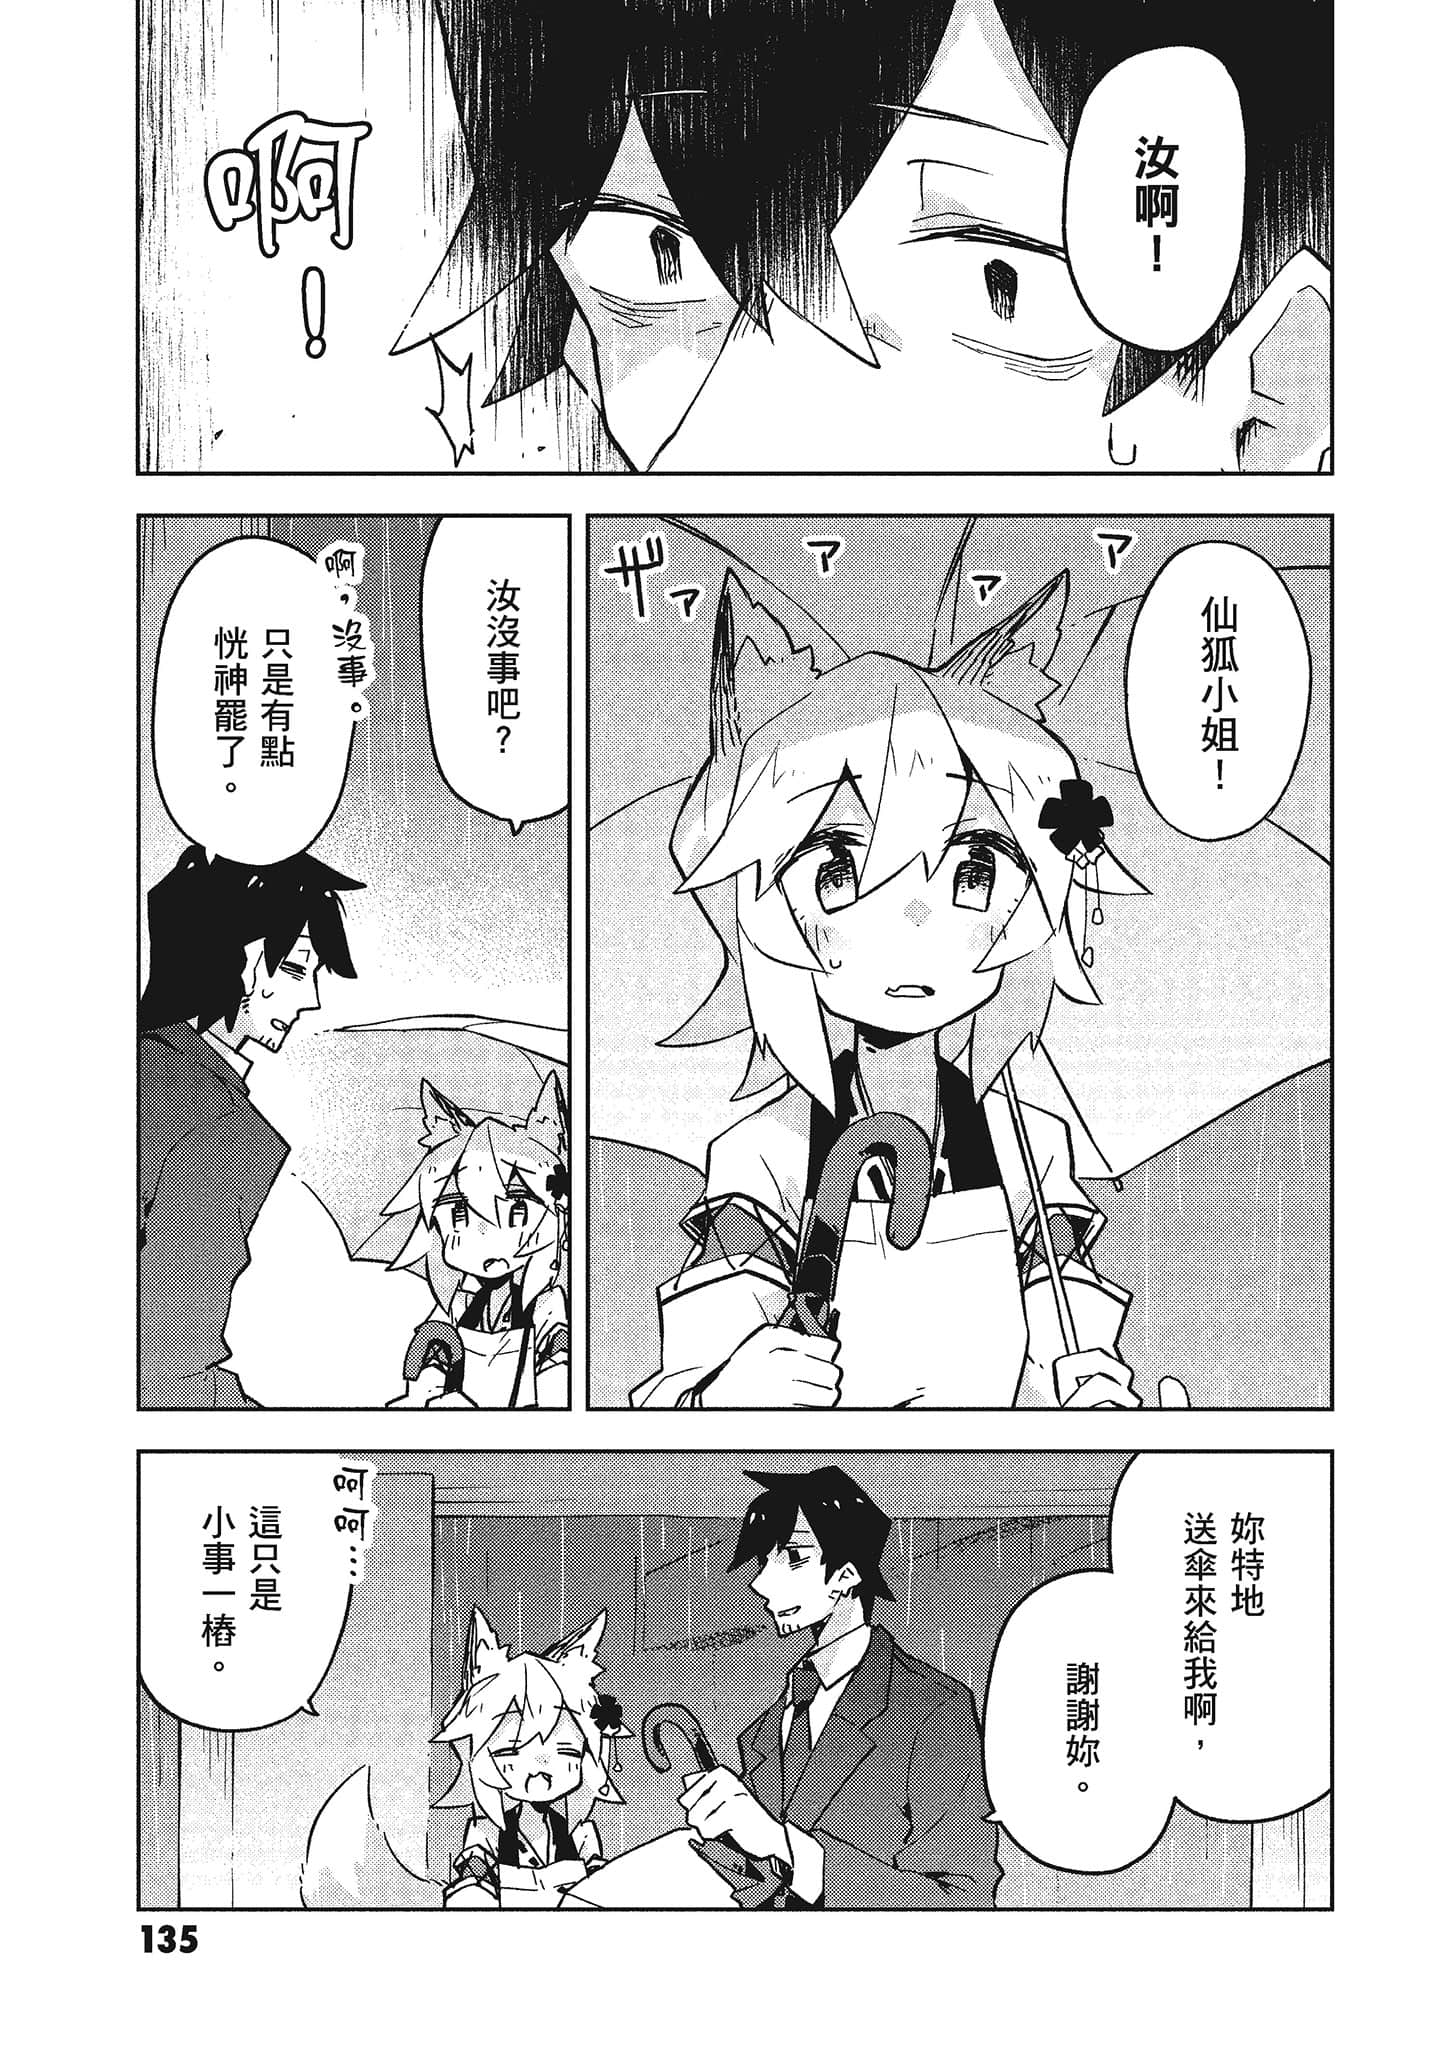 汝啊！
啊！
仙狐小姐！
ザァァァァ
汝沒事吧？
啊，沒事。
只是有點
恍神罷了。
妳特地
送傘來給我啊，
謝謝妳。
呵呵…
這只是
小事一樁。
135